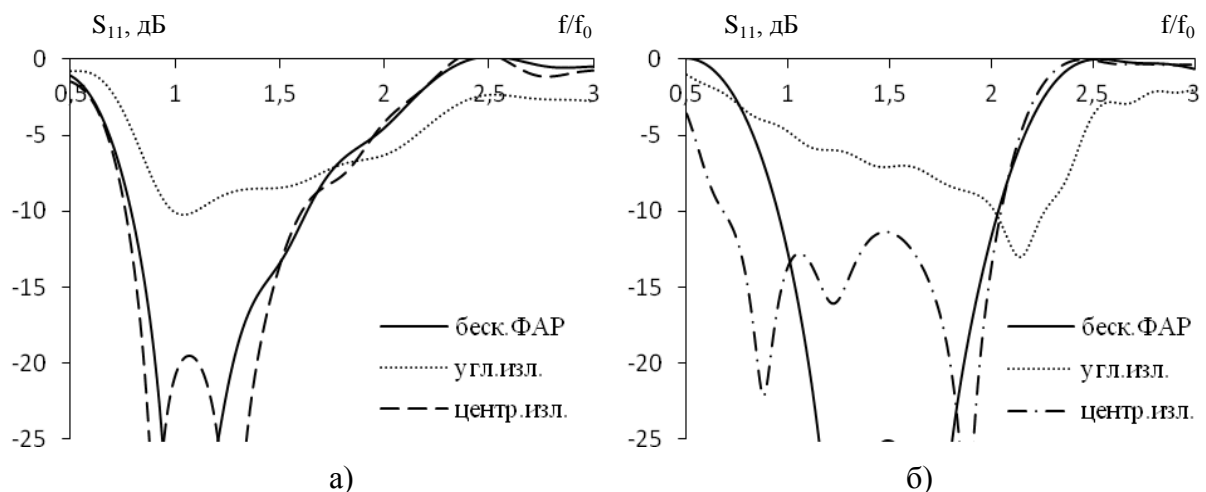 S₁₁, дБ
f/f₀
0
0,5
1
1,5
2
2,5
3
-5
-10
-15
-20
-25
беск.ФАР
угл.изл.
центр.изл.
а)
S₁₁, дБ
f/f₀
0
0,5
1
1,5
2
2,5
3
-5
-10
-15
-20
-25
беск.ФАР
угл.изл.
центр.изл.
б)